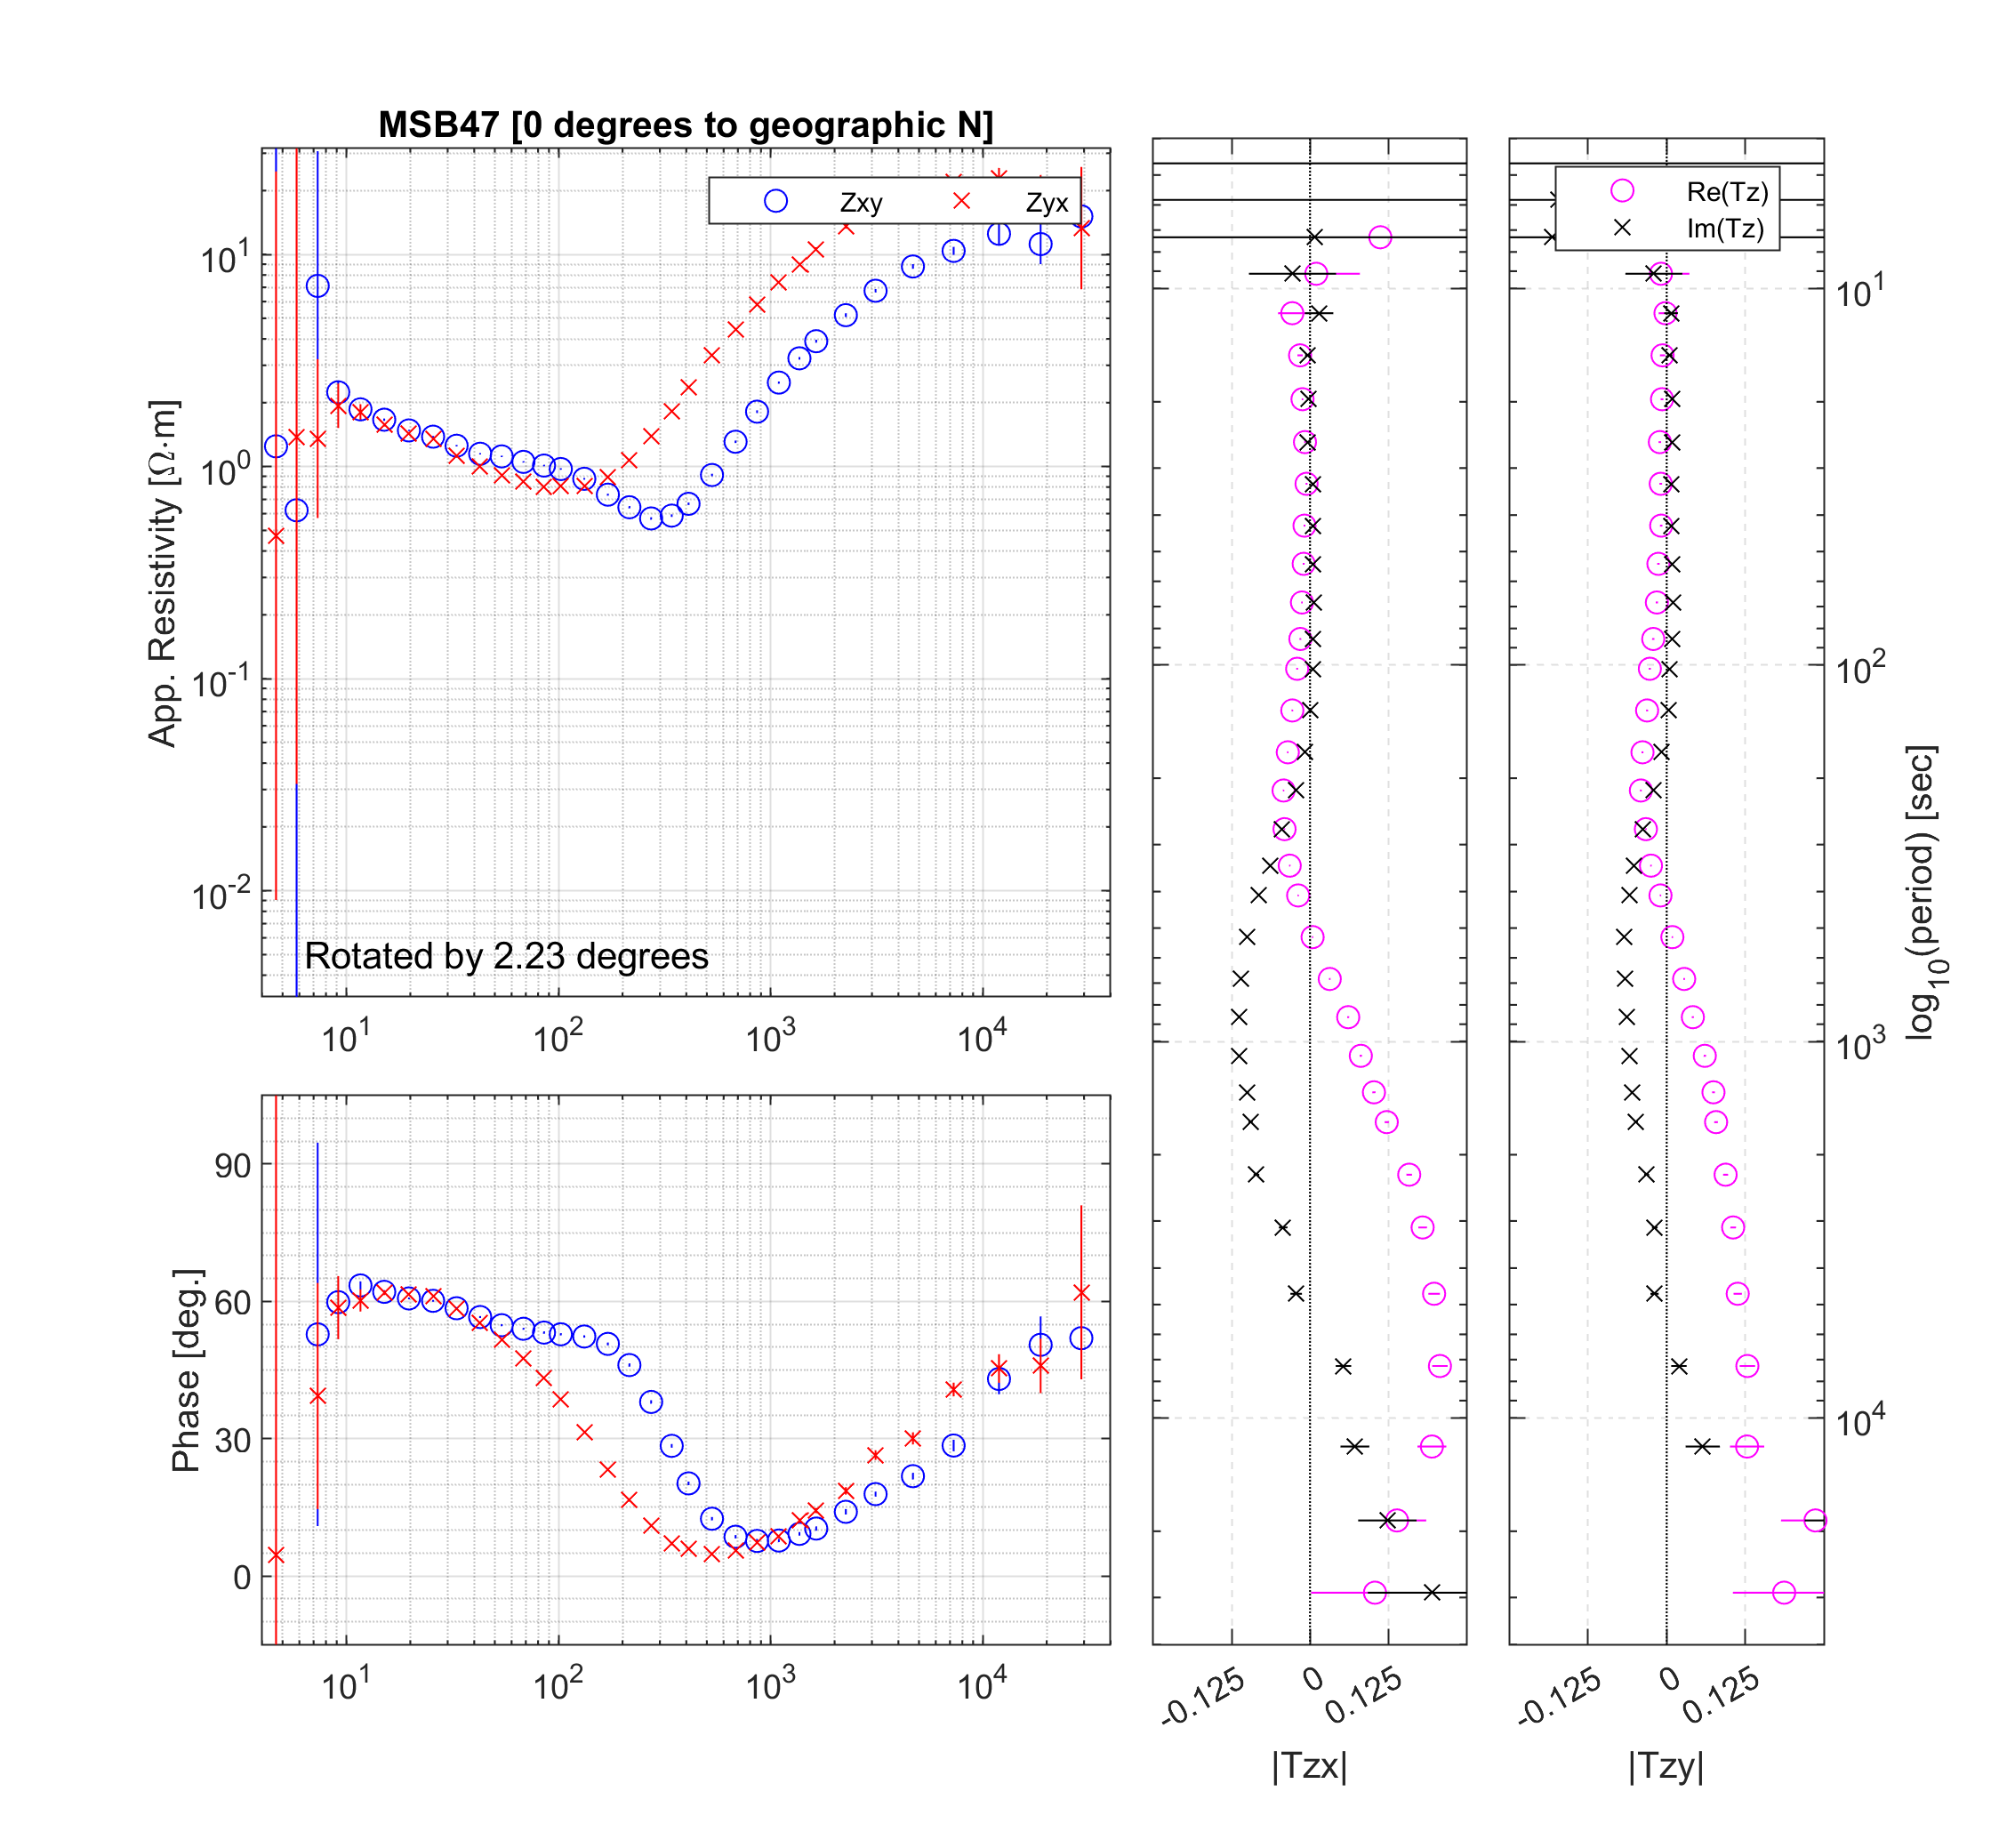 MSB47 [0 degrees to geographic N]
App. Resistivity [Ω·m]
10^1
10^0
10^-1
10^-2
Zxy
Zyx
Rotated by 2.23 degrees
10^1 10^2 10^3 10^4
Phase [deg.]
90
60
30
0
10^1 10^2 10^3 10^4
-0.125 0 0.125
|Tzx|
Re(Tz)
Im(Tz)
-0.125 0 0.125
|Tzy|
10^1
10^2
10^3
10^4
log10(period) [sec]